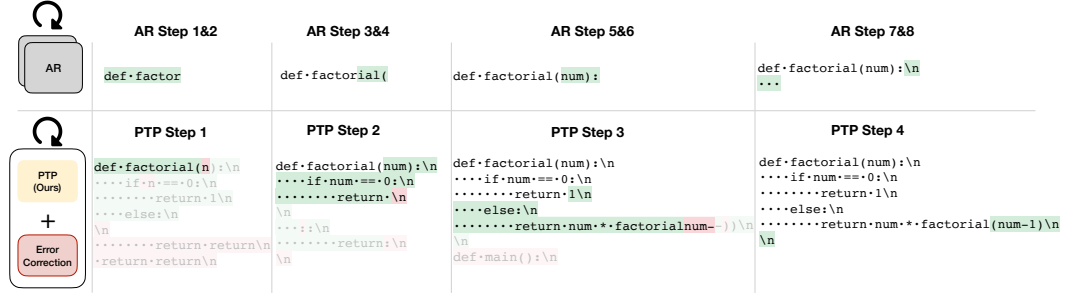 AR Step 1&2
AR Step 3&4
AR Step 5&6
AR Step 7&8
AR
def·factor
def·factorial(
def·factorial(num):
def·factorial(num):\n
···
PTP Step 1
PTP Step 2
PTP Step 3
PTP Step 4
PTP
(Ours)
+
Error
Correction
def·factorial(n):\n
····if·n·==·0:\n
········return·1\n
····else:\n
\n
········return·return\n
·return·return\n
def·factorial(num):\n
····if·num·==·0:\n
········return·\n
\n
···::\n
········return:\n
\n
def·factorial(num):\n
····if·num·==·0:\n
········return·1\n
····else:\n
········return·num·*·factorialnum--))\n
\n
def·main():\n
def·factorial(num):\n
····if·num·==·0:\n
········return·1\n
····else:\n
········return·num·*·factorial(num-1)\n
\n